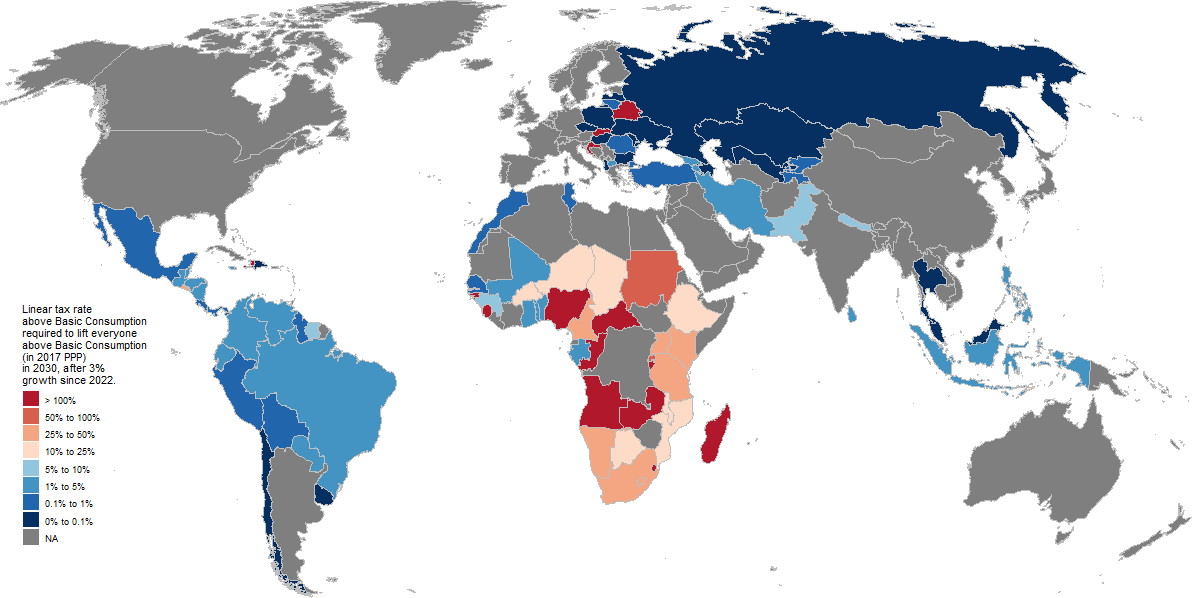 Linear tax rate
above Basic Consumption
required to lift everyone
above Basic Consumption
(in 2017 PPP)
in 2030, after 3%
growth since 2022.
> 100%
50% to 100%
25% to 50%
10% to 25%
5% to 10%
1% to 5%
0.1% to 1%
0% to 0.1%
NA